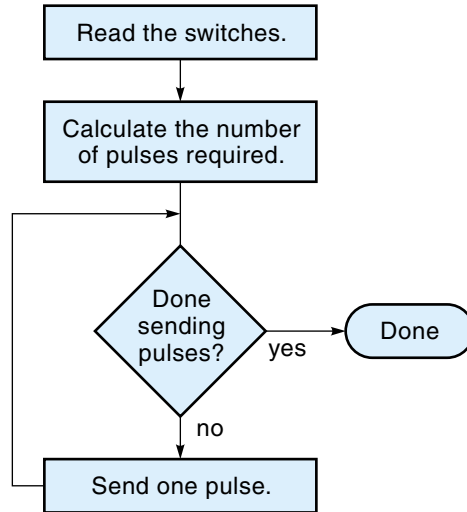 Read the switches.
Calculate the number
of pulses required.
Done
sending
pulses?
yes
Done
no
Send one pulse.